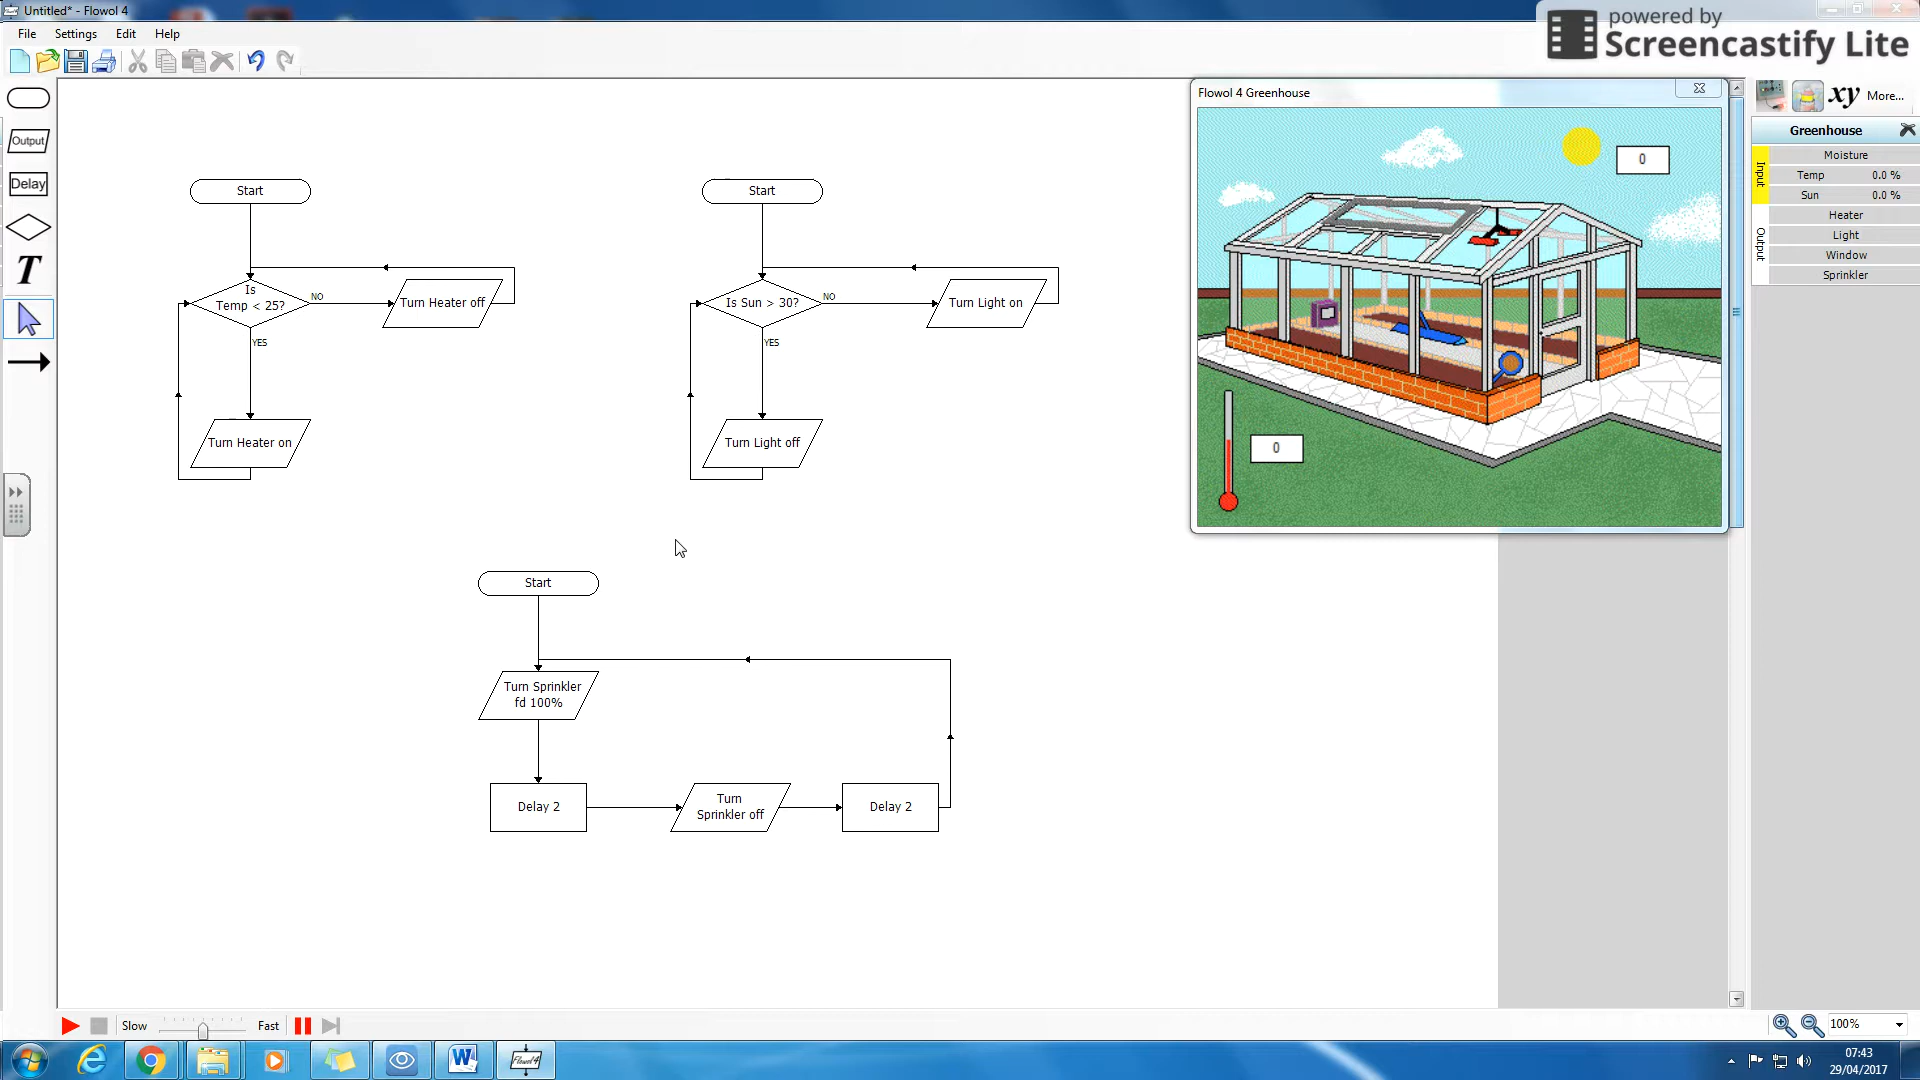 Untitled* - Flowol 4
powered by
Screencastify Lite
File Settings Edit Help
Output
Delay
T
Start
Is
Temp < 25?
NO
Turn Heater off
YES
Turn Heater on
Start
Is Sun > 30?
NO
Turn Light on
YES
Turn Light off
Start
Turn Sprinkler
fd 100%
Delay 2
Turn
Sprinkler off
Delay 2
Flowol 4 Greenhouse
0
0
xy More...
Greenhouse
Input
Moisture
Temp 0.0 %
Sun 0.0 %
Output
Heater
Light
Window
Sprinkler
Slow Fast
100%
W
Flowol 4
07:43
29/04/2017